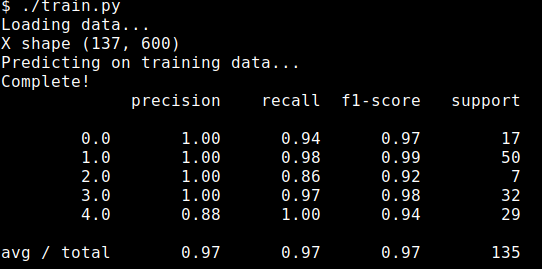 $ ./train.py
Loading data...
X shape (137, 600)
Predicting on training data...
Complete!
precision recall f1-score support
0.0 1.00 0.94 0.97 17
1.0 1.00 0.98 0.99 50
2.0 1.00 0.86 0.92 7
3.0 1.00 0.97 0.98 32
4.0 0.88 1.00 0.94 29
avg / total 0.97 0.97 0.97 135